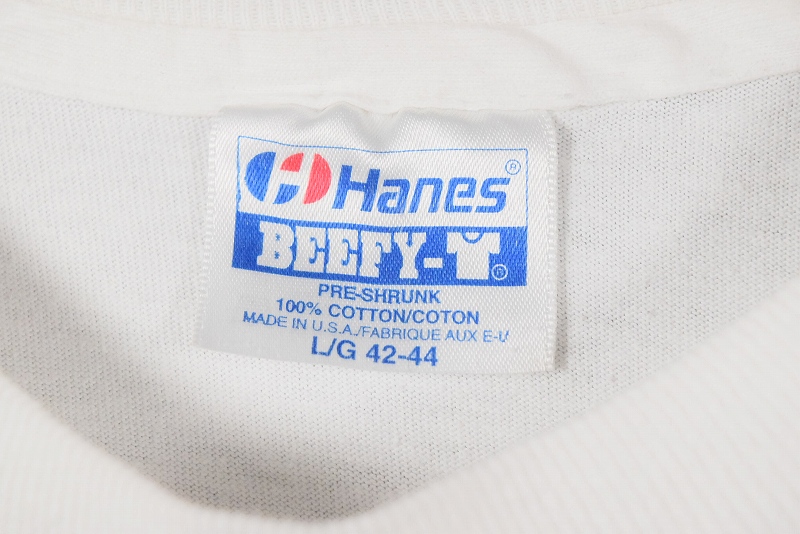 Hanes®
BEEFY-T®
PRE-SHRUNK
100% COTTON/COTON
MADE IN U.S.A./FABRIQUE AUX E-U
L/G 42-44